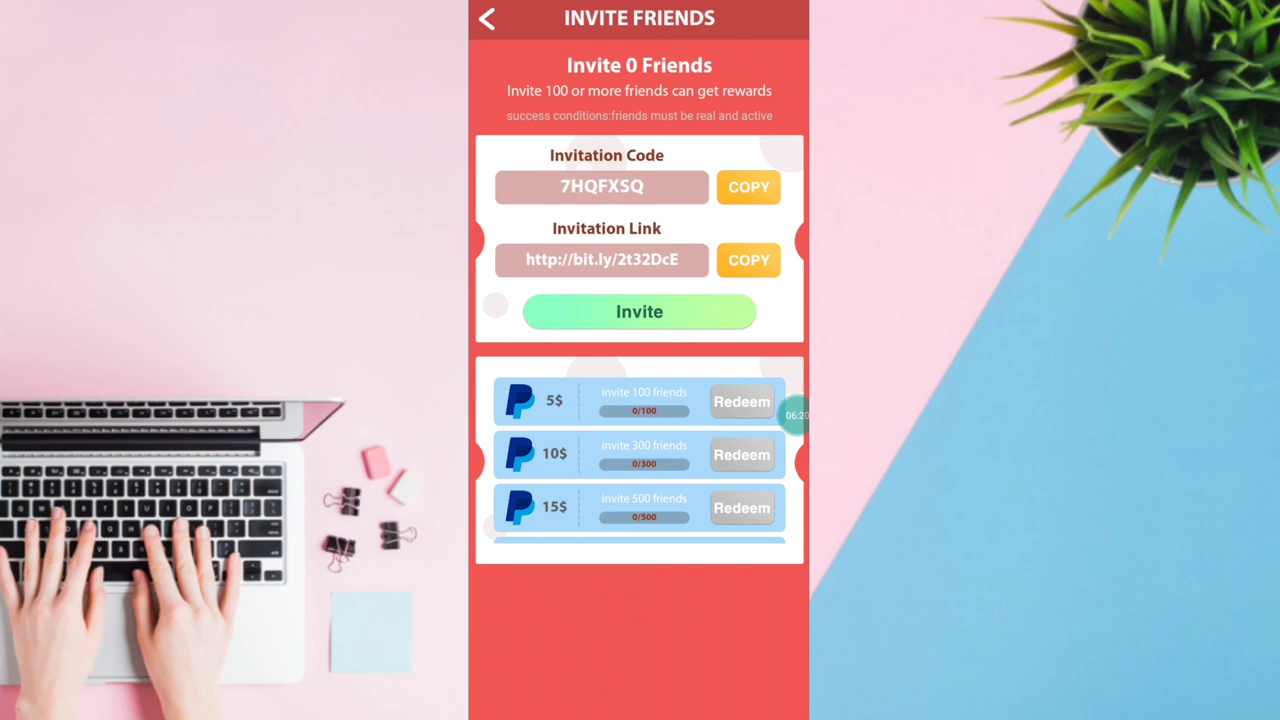 INVITE FRIENDS
Invite 0 Friends
Invite 100 or more friends can get rewards
success conditions:friends must be real and active
Invitation Code
7HQFXSQ COPY
Invitation Link
http://bit.ly/2t32DcE COPY
Invite
5$ invite 100 friends Redeem
0/100
06:20
10$ invite 300 friends Redeem
0/300
15$ invite 500 friends Redeem
0/500